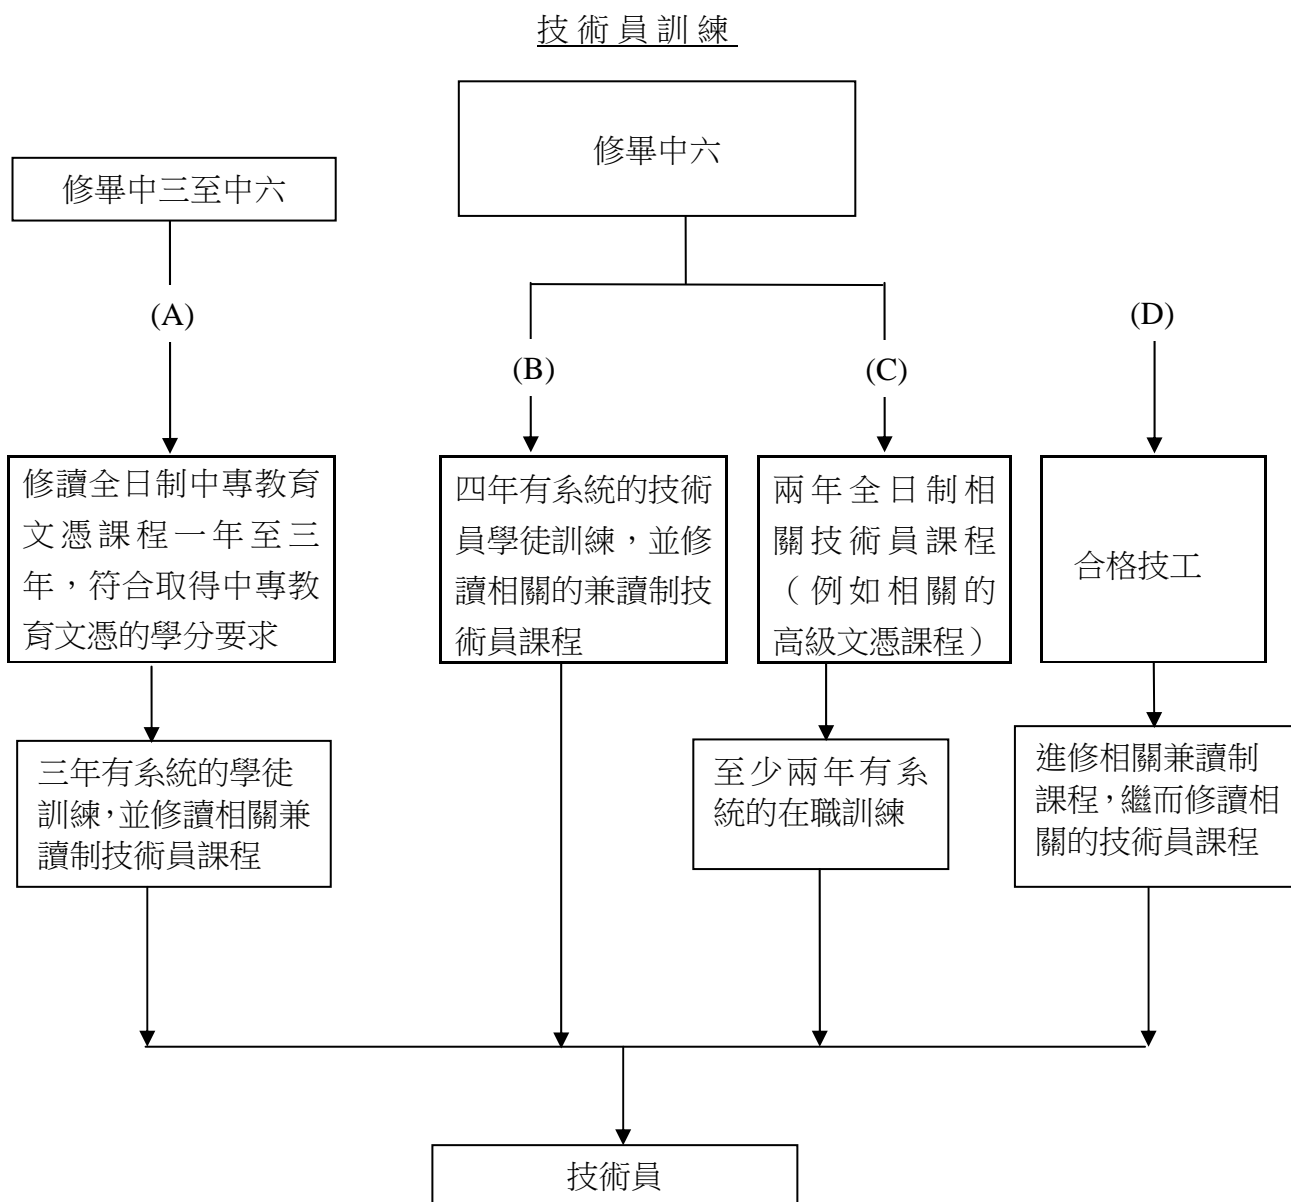 技術員訓練
修畢中六
修畢中三至中六
(A)
(B)
(C)
(D)
修讀全日制中專教育
文憑課程一年至三
年，符合取得中專教
育文憑的學分要求
四年有系統的技術
員學徒訓練，並修
讀相關的兼讀制技
術員課程
兩年全日制相
關技術員課程
（例如相關的
高級文憑課程）
合格技工
三年有系統的學徒
訓練，並修讀相關兼
讀制技術員課程
至少兩年有系
統的在職訓練
進修相關兼讀制
課程，繼而修讀相
關的技術員課程
技術員